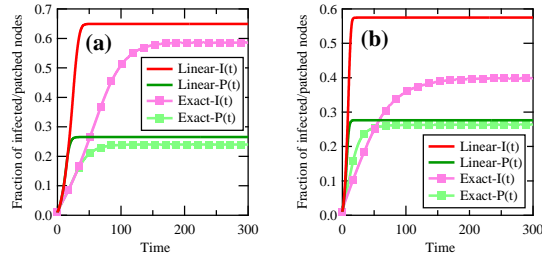 0.7
0.6
0.5
0.4
0.3
0.2
0.1
0.0
Fraction of infected/patched nodes
(a)
Linear-I(t)
Linear-P(t)
Exact-I(t)
Exact-P(t)
0
100
200
300
Time
0.6
0.5
0.4
0.3
0.2
0.1
0.0
Fraction of infected/patched nodes
(b)
Linear-I(t)
Linear-P(t)
Exact-I(t)
Exact-P(t)
0
100
200
300
Time